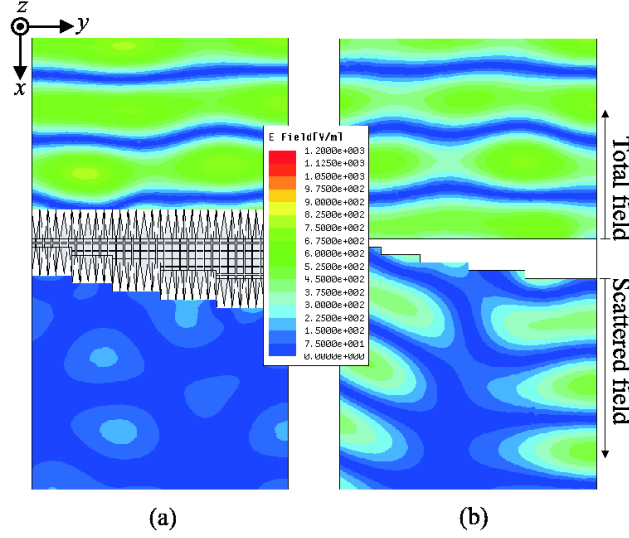 z
y
x
E Field[V/m]
1.2000e+003
1.1250e+003
1.0500e+003
9.7500e+002
9.0000e+002
8.2500e+002
7.5000e+002
6.7500e+002
6.0000e+002
5.2500e+002
4.5000e+002
3.7500e+002
3.0000e+002
2.2500e+002
1.5000e+002
7.5000e+001
0.0000e+000
Total field
Scattered field
(a)
(b)